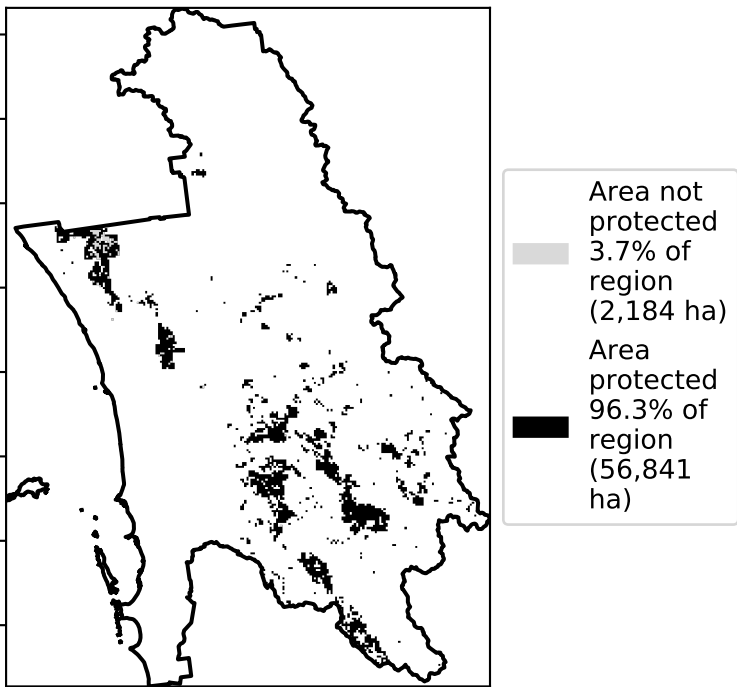 Area not
protected
3.7% of
region
(2,184 ha)
Area
protected
96.3% of
region
(56,841
ha)